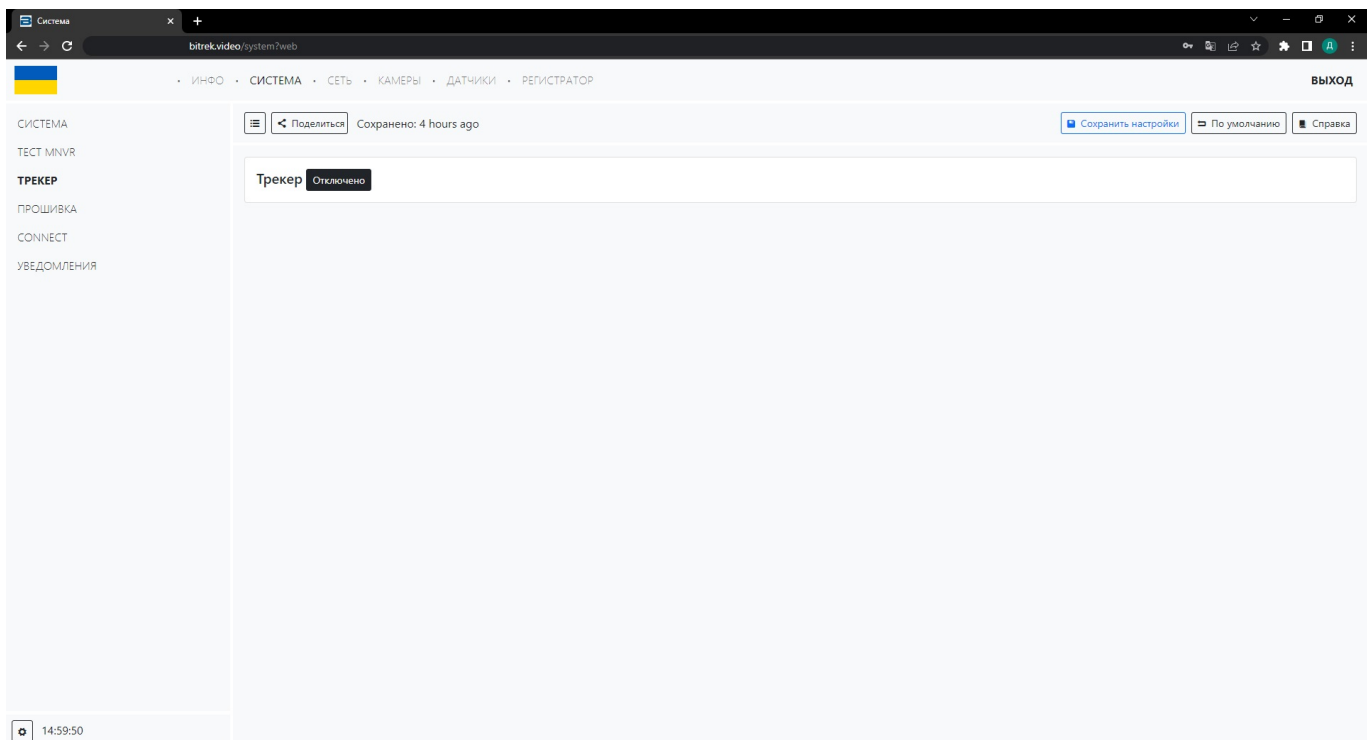 Система
bitrek.video/system?web
Д
• ИНФО • СИСТЕМА • СЕТЬ • КАМЕРЫ • ДАТЧИКИ • РЕГИСТРАТОР
ВЫХОД
СИСТЕМА
ТЕСТ MNVR
ТРЕКЕР
ПРОШИВКА
CONNECT
УВЕДОМЛЕНИЯ
Поделиться Сохранено: 4 hours ago
Сохранить настройки По умолчанию Справка
Трекер Отключено
14:59:50